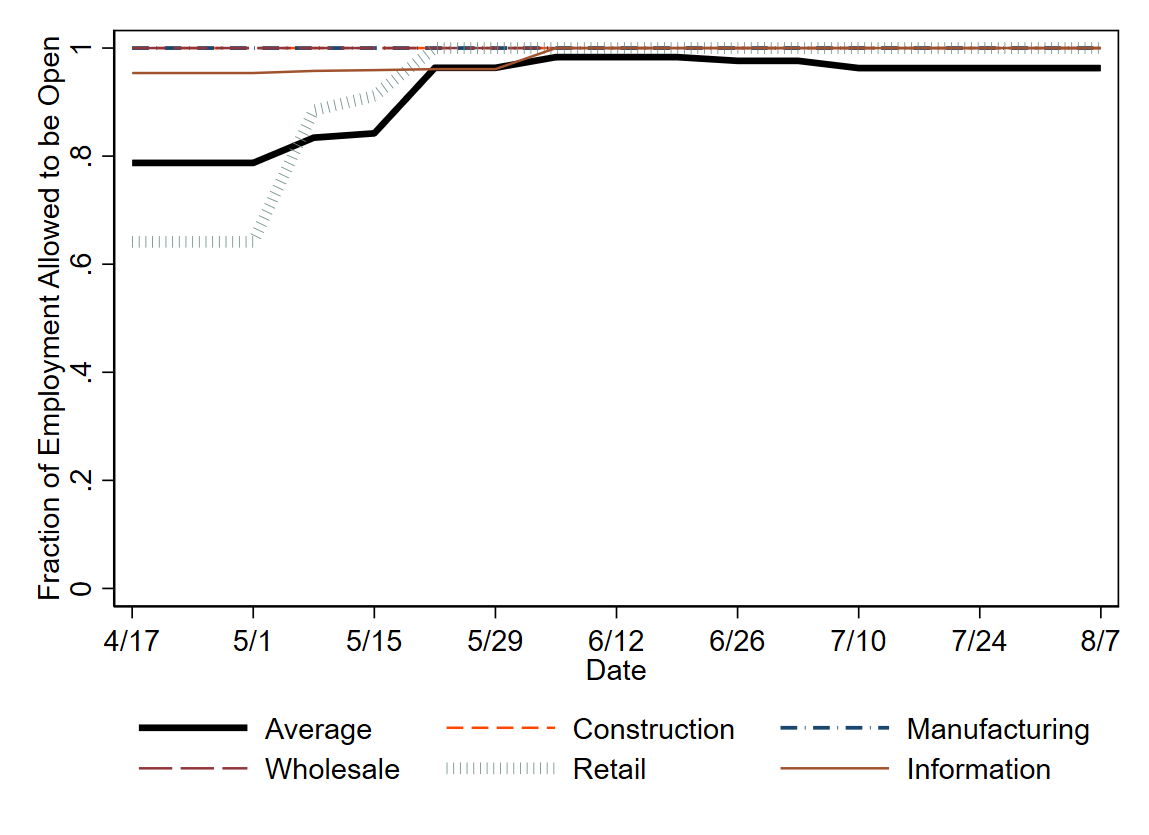 Fraction of Employment Allowed to be Open
1
.8
.6
.4
.2
0
4/17 5/1 5/15 5/29 6/12 6/26 7/10 7/24 8/7
Date
Average Construction Manufacturing
Wholesale Retail Information